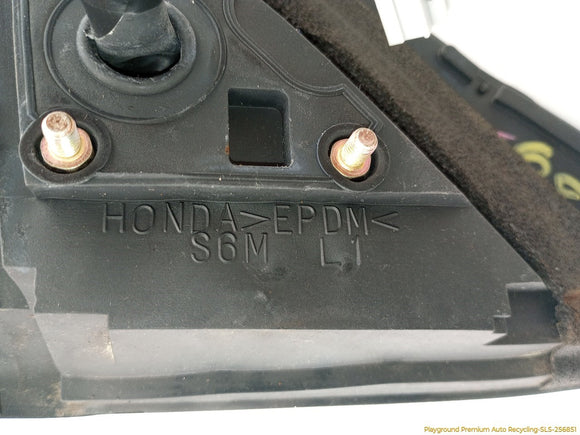 HONDA>EPDM<
S6M L1
Playground Premium Auto Recycling-SLS-256851